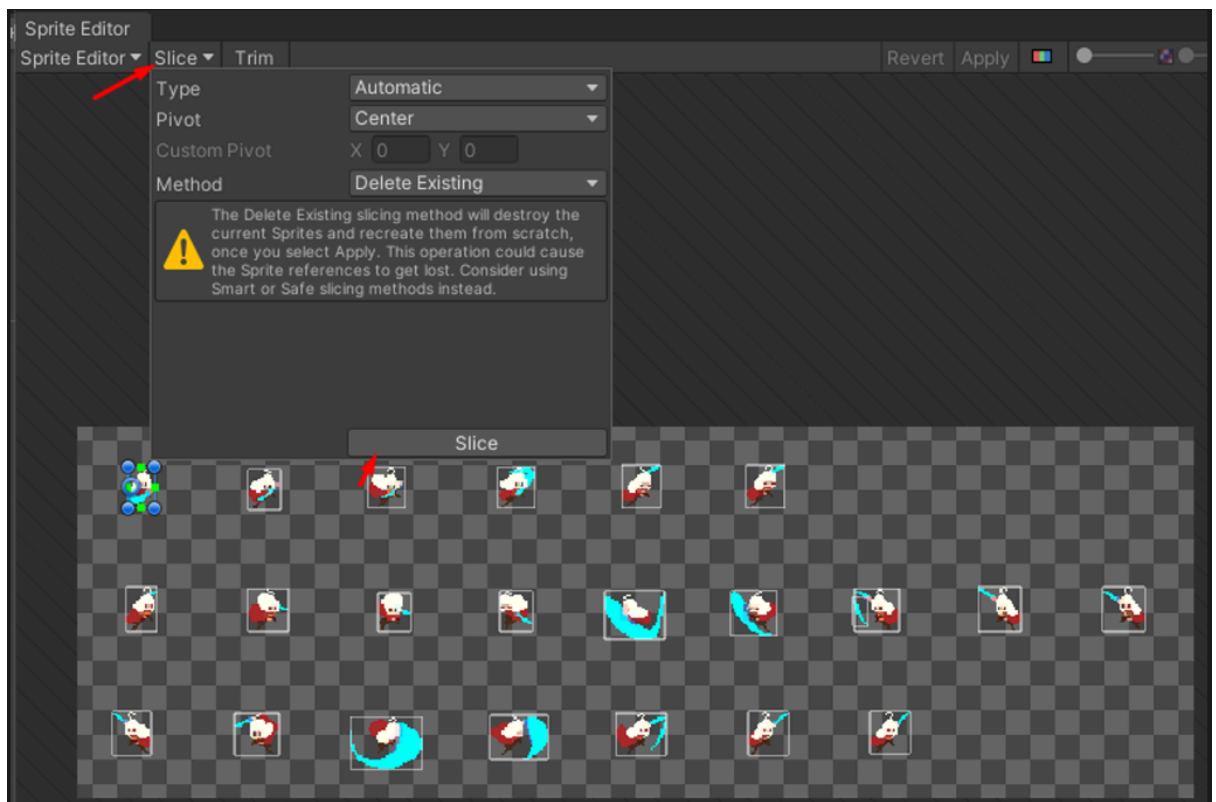 Sprite Editor
Sprite Editor Slice Trim Revert Apply
Type Automatic
Pivot Center
Custom Pivot X 0 Y 0
Method Delete Existing
The Delete Existing slicing method will destroy the
current Sprites and recreate them from scratch,
once you select Apply. This operation could cause
the Sprite references to get lost. Consider using
Smart or Safe slicing methods instead.
Slice